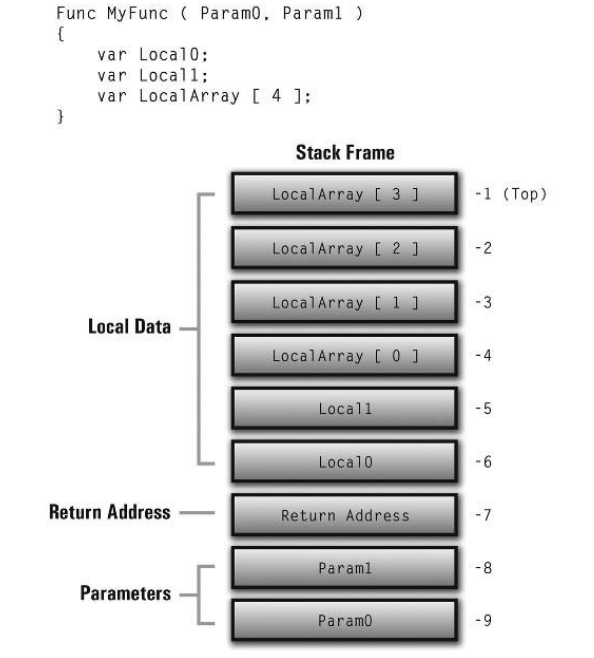 Func MyFunc ( Param0, Param1 )
{
var Local0;
var Local1;
var LocalArray [ 4 ];
}
Stack Frame
LocalArray [ 3 ] -1 (Top)
LocalArray [ 2 ] -2
LocalArray [ 1 ] -3
Local Data
LocalArray [ 0 ] -4
Local1 -5
Local0 -6
Return Address Return Address -7
Param1 -8
Parameters
Param0 -9